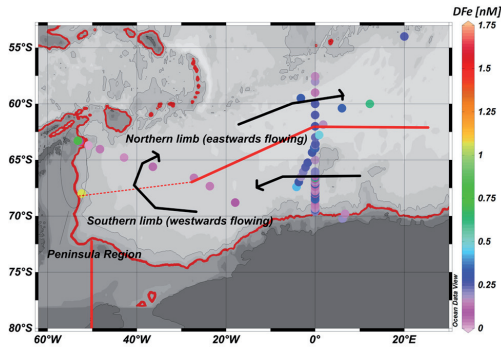 DFe [nM]
55°S
60°S
65°S
70°S
75°S
80°S
Northern limb (eastwards flowing)
Southern limb (westwards flowing)
Peninsula Region
Ocean Data View
60°W
40°W
20°W
0°
20°E
1.75
1.5
1.25
1
0.75
0.5
0.25
0